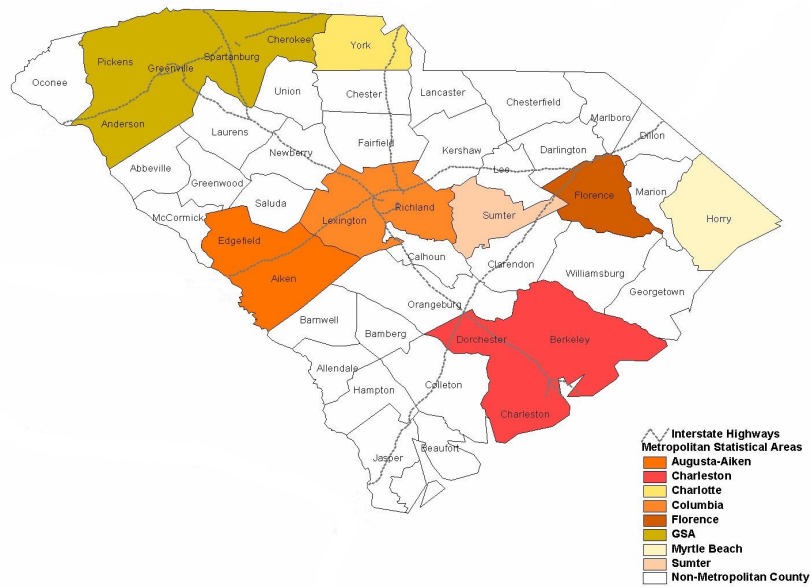 Cherokee
York
Pickens
Spartanburg
Greenville
Oconee
Union
Chester
Lancaster
Chesterfield
Marlboro
Anderson
Laurens
Dillon
Fairfield
Newberry
Kershaw
Darlington
Abbeville
Lee
Greenwood
Marion
Florence
Saluda
Richland
McCormick
Lexington
Sumter
Horry
Edgefield
Calhoun
Clarendon
Aiken
Williamsburg
Georgetown
Orangeburg
Barnwell
Bamberg
Dorchester
Berkeley
Allendale
Colleton
Hampton
Charleston
Beaufort
Jasper
Interstate Highways
Metropolitan Statistical Areas
Augusta-Aiken
Charleston
Charlotte
Columbia
Florence
GSA
Myrtle Beach
Sumter
Non-Metropolitan County